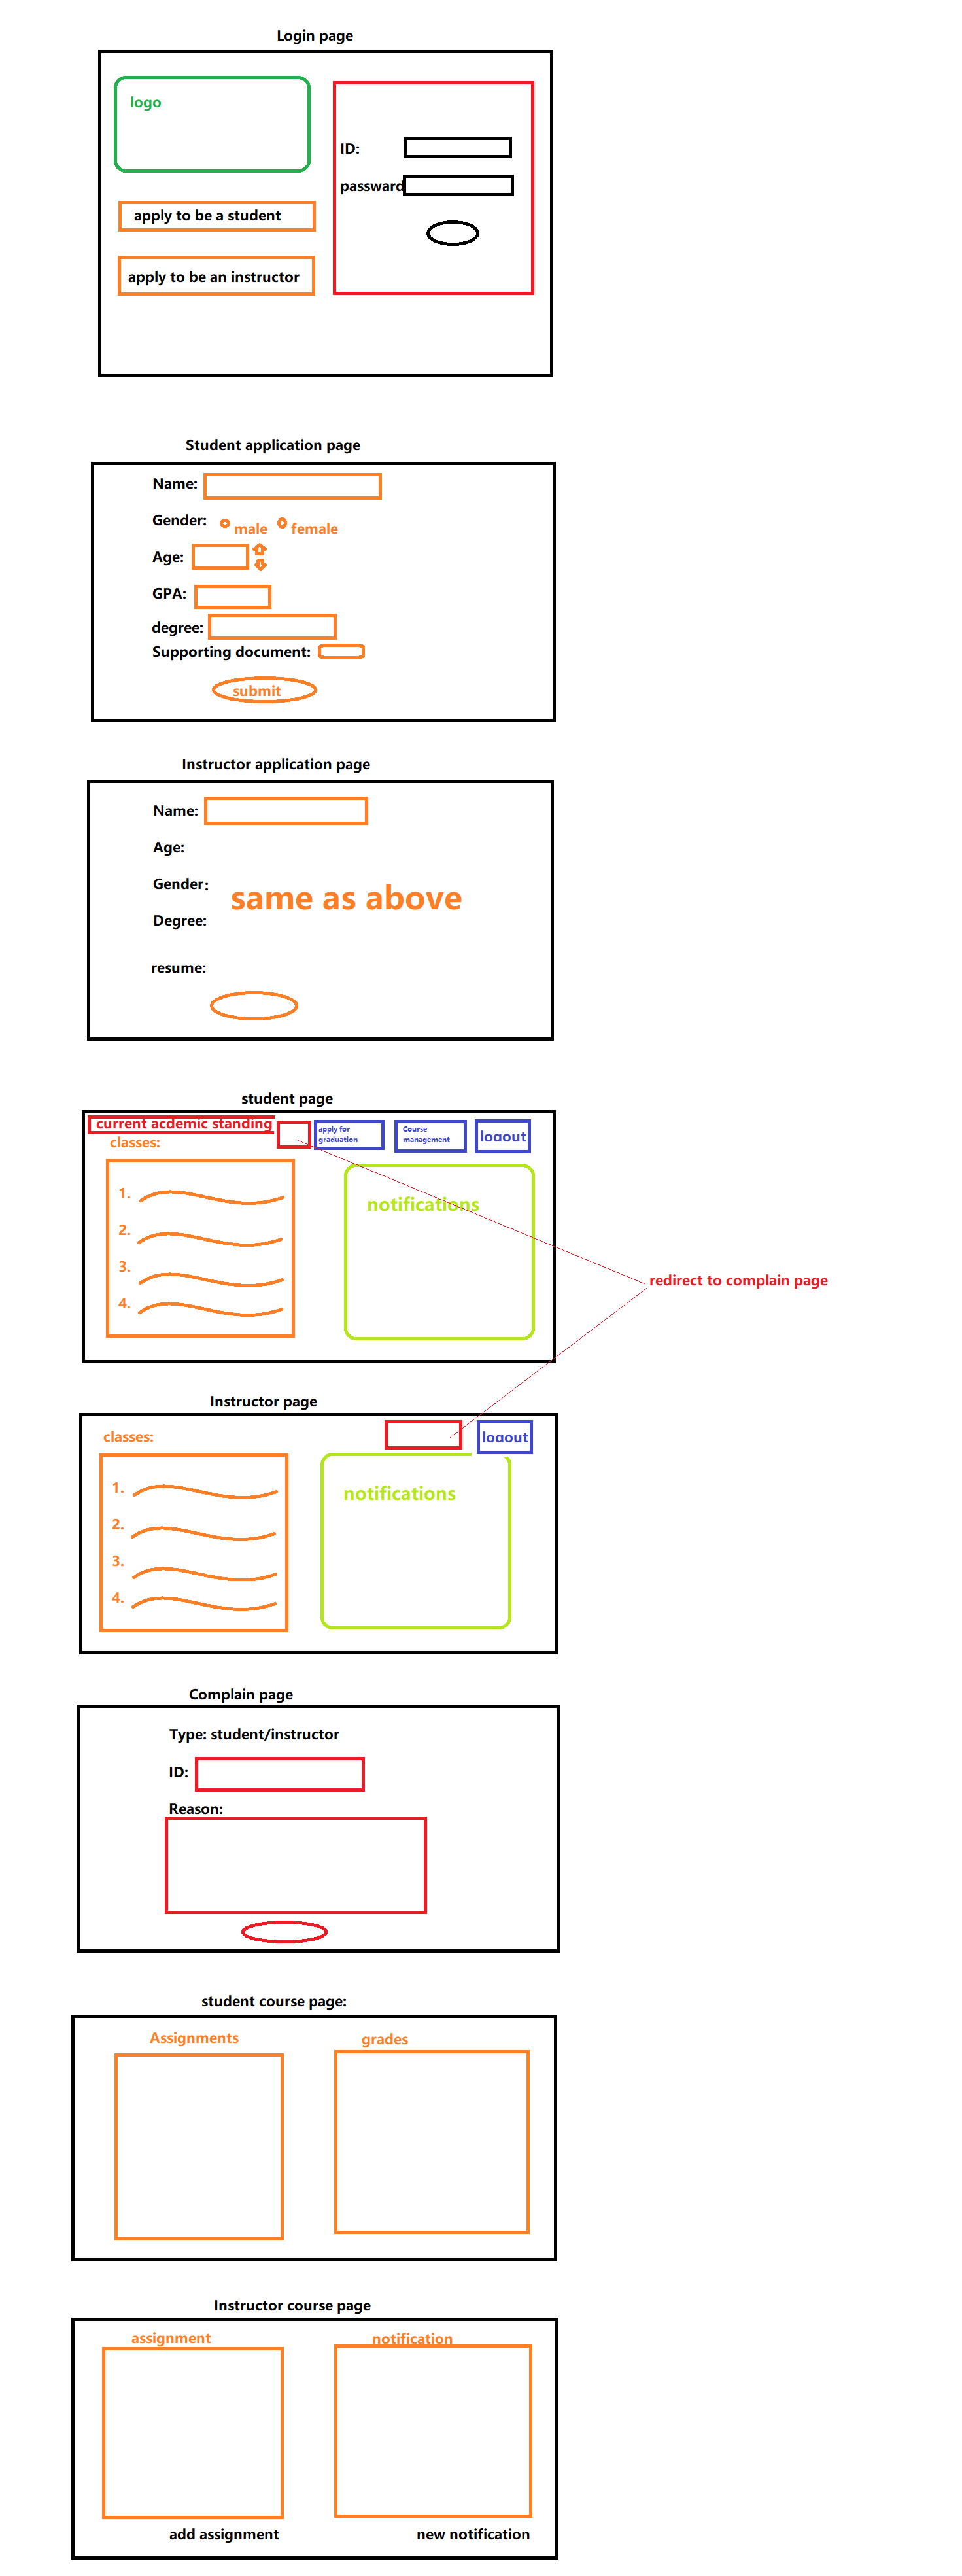 Login page
logo
ID:
passward
apply to be a student
apply to be an instructor
Student application page
Name:
Gender:
male
female
Age:
GPA:
degree:
Supporting document:
submit
Instructor application page
Name:
Age:
Gender:
same as above
Degree:
resume:
student page
current acdemic standing
apply for
graduation
Course
management
logout
classes:
notifications
1.
2.
3.
4.
redirect to complain page
Instructor page
classes:
logout
notifications
1.
2.
3.
4.
Complain page
Type: student/instructor
ID:
Reason:
student course page:
Assignments
grades
Instructor course page
assignment
notification
add assignment
new notification